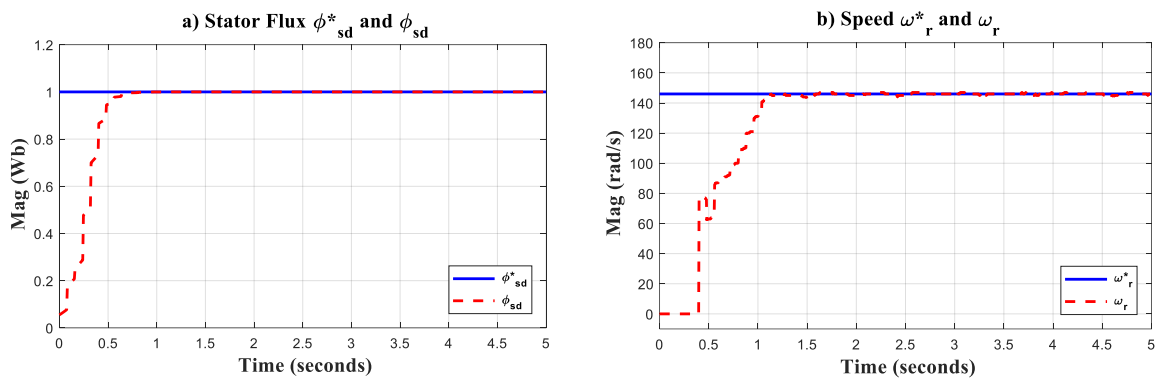 a) Stator Flux ϕ*sd and ϕsd
Mag (Wb)
1.2
1
0.8
0.6
0.4
0.2
0
0 0.5 1 1.5 2 2.5 3 3.5 4 4.5 5
Time (seconds)
ϕ*sd
ϕsd
b) Speed ω*r and ωr
Mag (rad/s)
180
160
140
120
100
80
60
40
20
0
0 0.5 1 1.5 2 2.5 3 3.5 4 4.5 5
Time (seconds)
ω*r
ωr